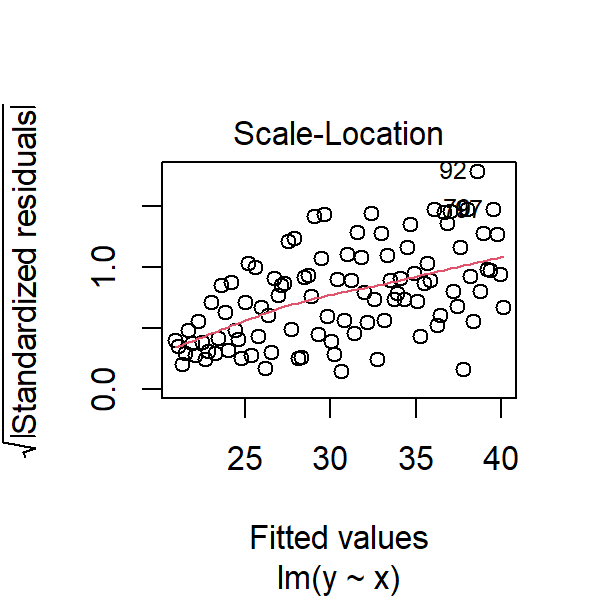 Scale-Location
√|Standardized residuals|
92
1.0
0.0
25 30 35 40
Fitted values
lm(y ~ x)